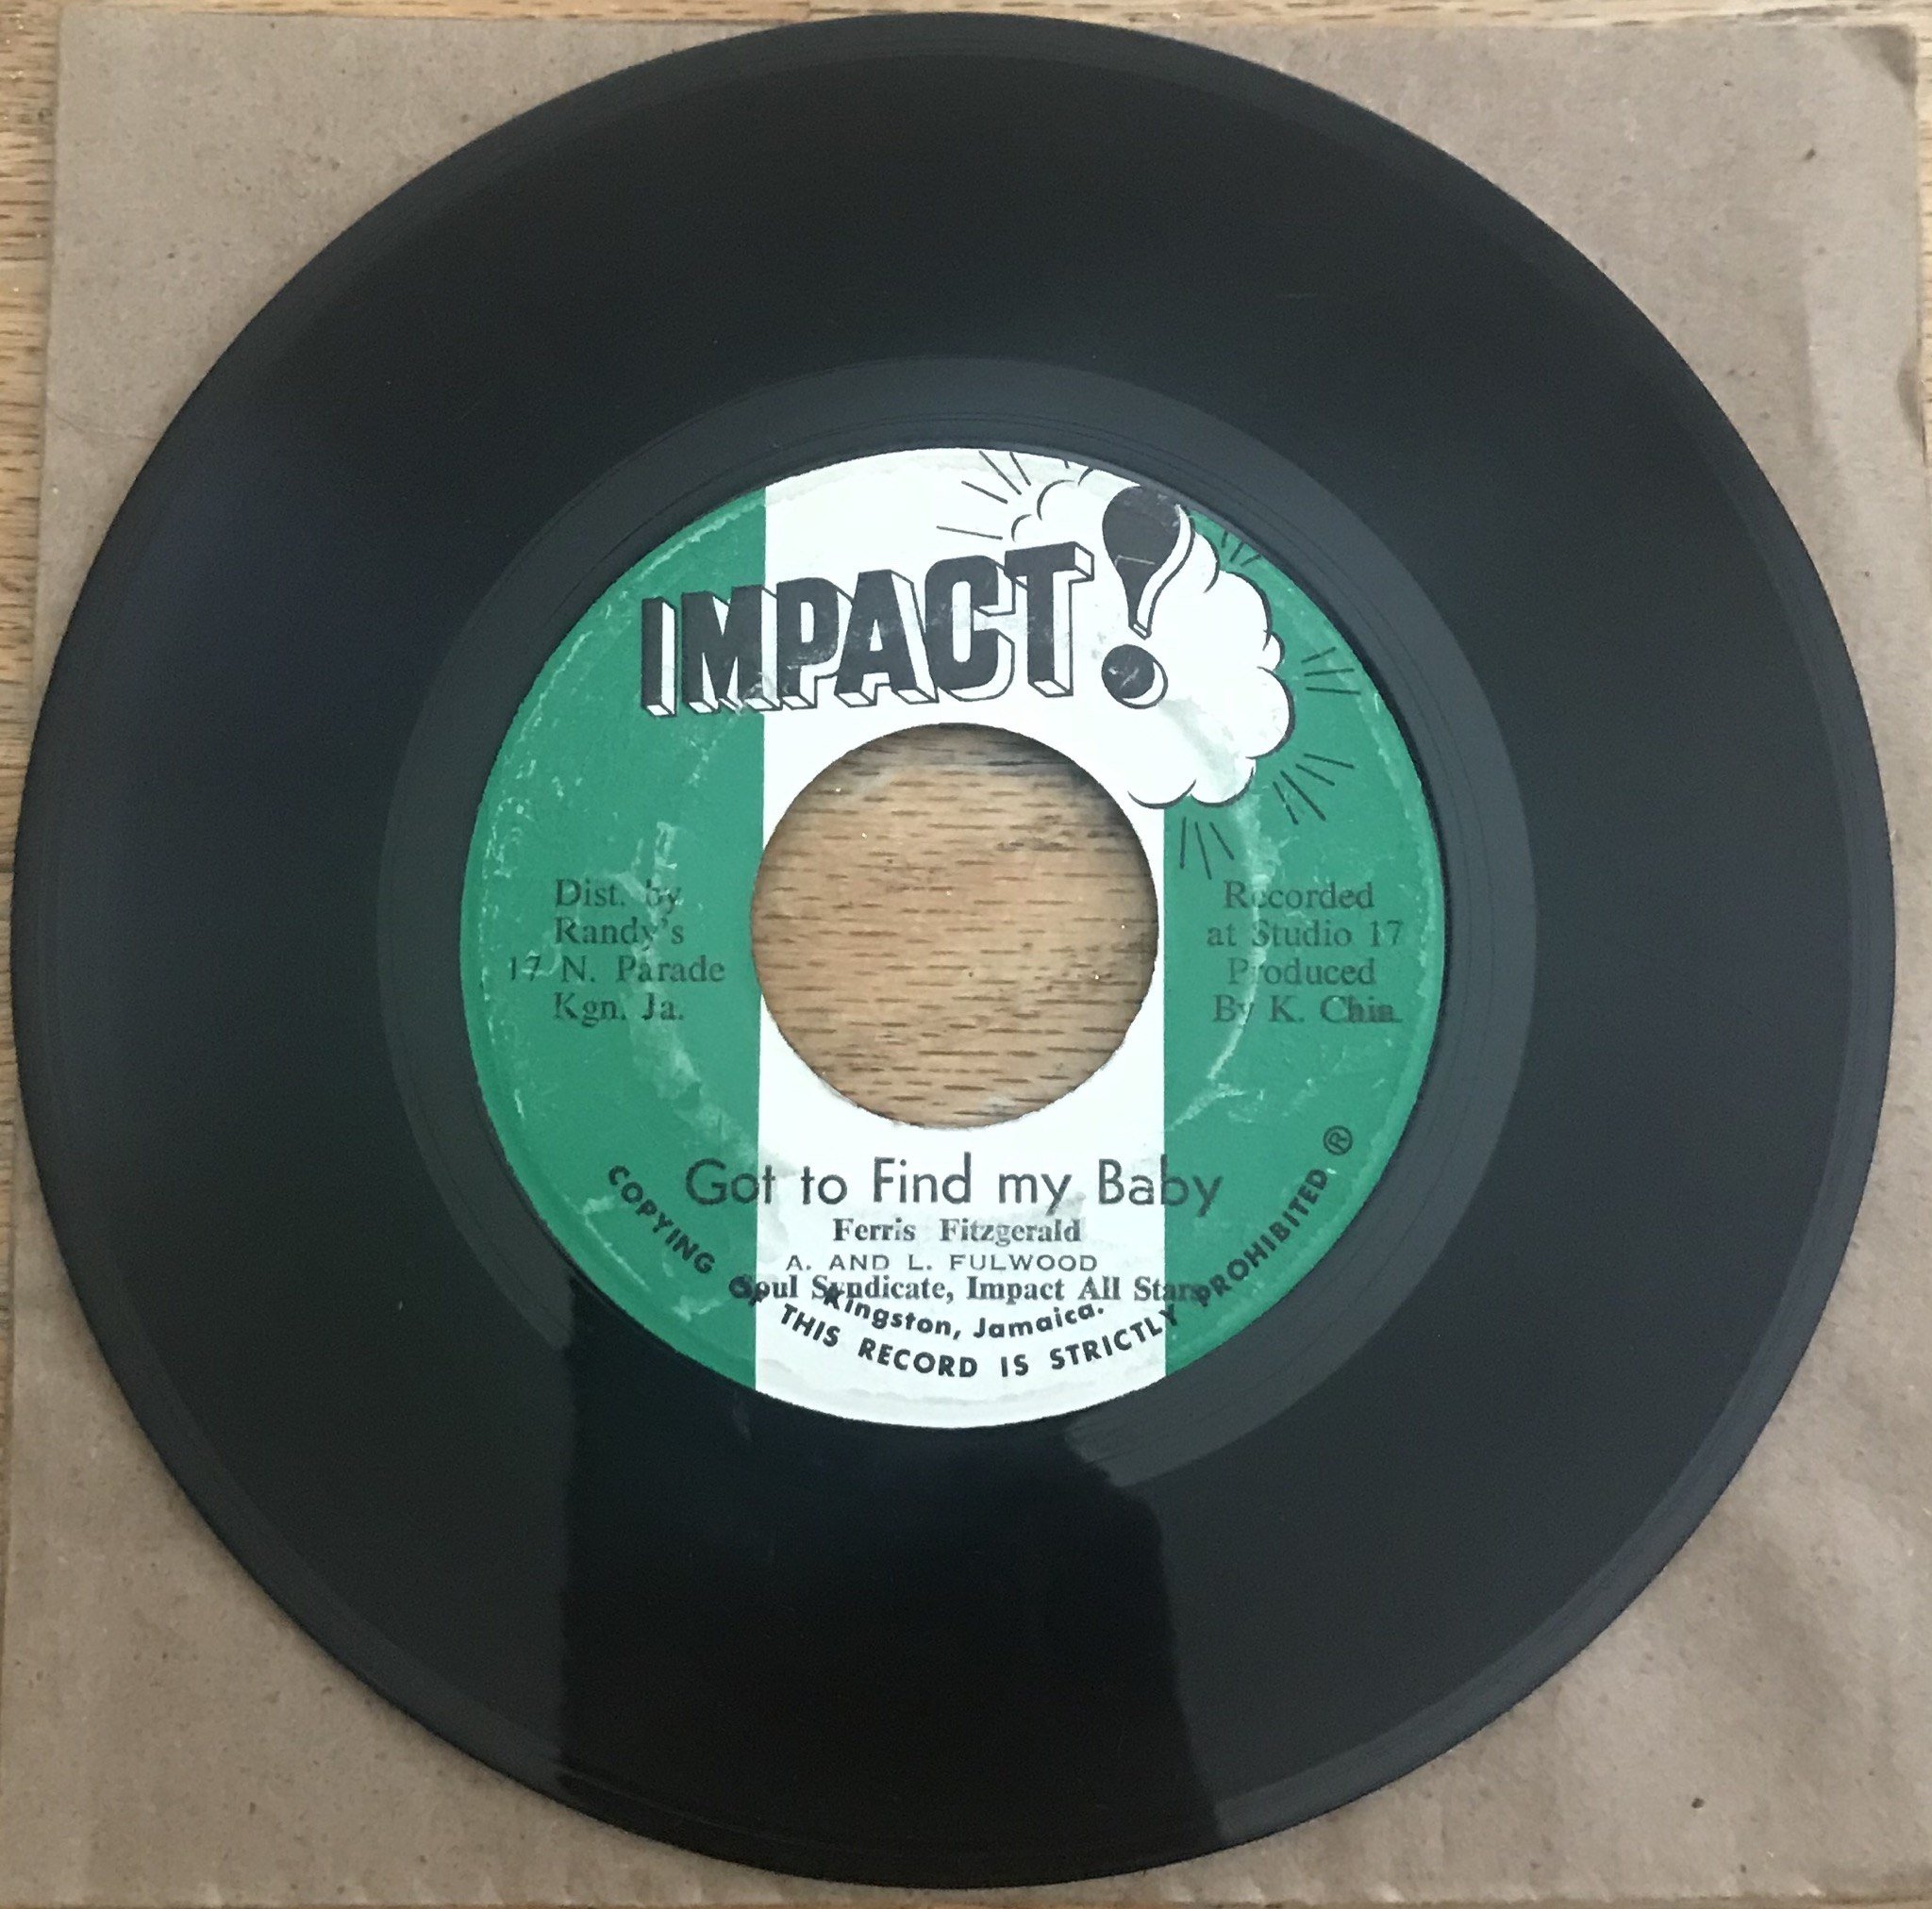 IMPACT!
Dist. by
Randy's
17 N. Parade
Kgn. Ja.
Recorded
at Studio 17
Produced
By K. Chin.
Got to Find my Baby
Ferris Fitzgerald
A. AND L. FULWOOD
Soul Syndicate, Impact All Stars
Kingston, Jamaica.
COPYING OF THIS RECORD IS STRICTLY PROHIBITED ®